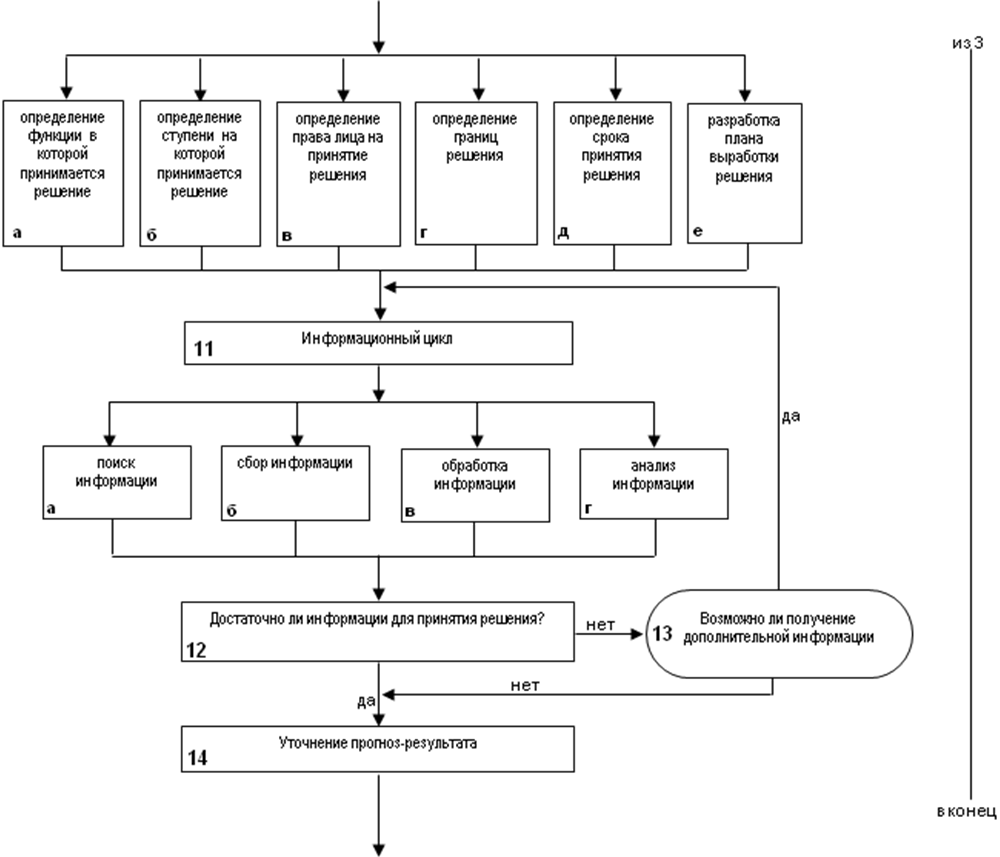 из 3
определение
функции в
которой
принимается
решение
а
определение
ступени на
которой
принимается
решение
б
определение
права лица на
принятие
решения
в
определение
границ
решения
г
определение
срока
принятия
решения
д
разработка
плана
выработки
решения
е
11
Информационный цикл
да
поиск
информации
а
сбор информации
б
обработка
информации
в
анализ
информации
г
Достаточно ли информации для принятия решения?
12
нет
13
Возможно ли получение
дополнительной информации
нет
да
Уточнение прогноз-результата
14
в конец